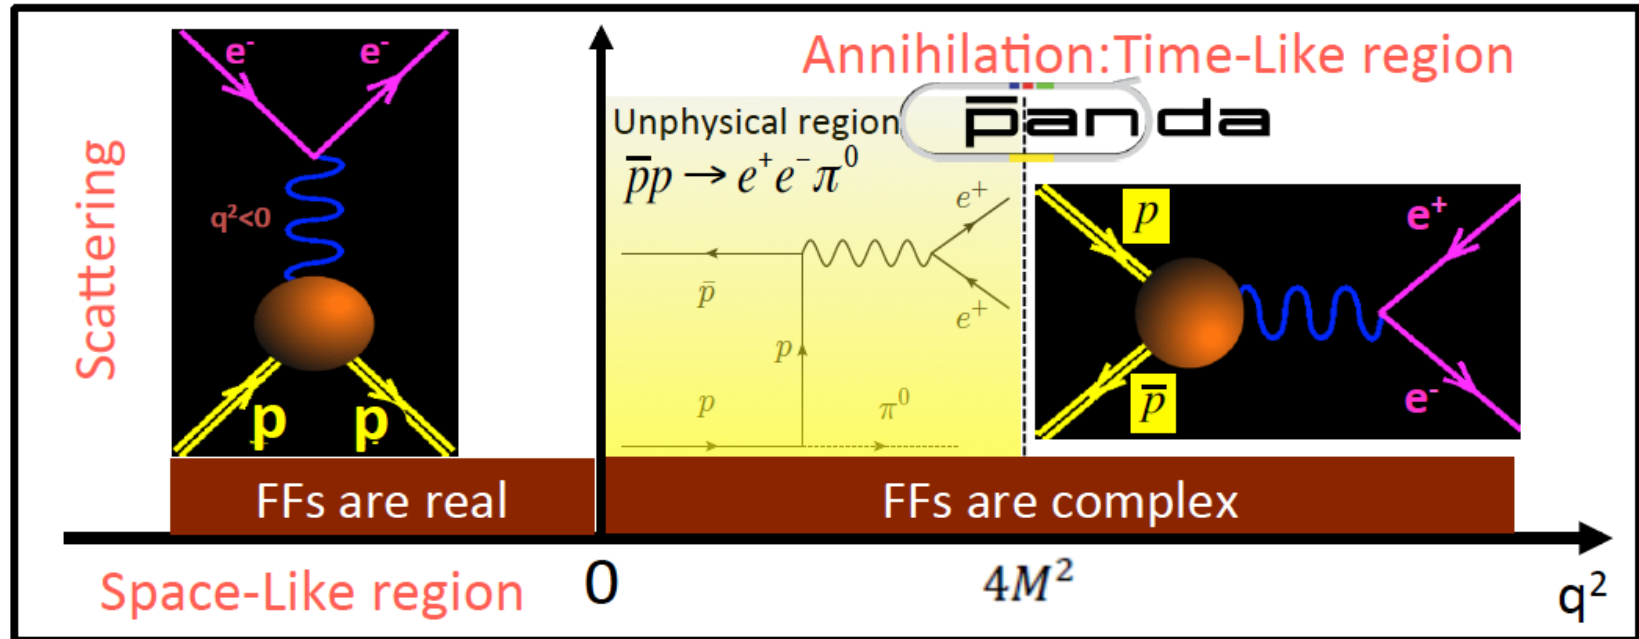 Annihilation:Time-Like region
e⁻ e⁻
Scattering
q²<0
p p
Unphysical region
p̅anda
p̅p → e⁺e⁻π⁰
e⁺
p̄
e⁺
p
p
π⁰
p
e⁺
p̅
e⁻
FFs are real
FFs are complex
Space-Like region
0
4M²
q²